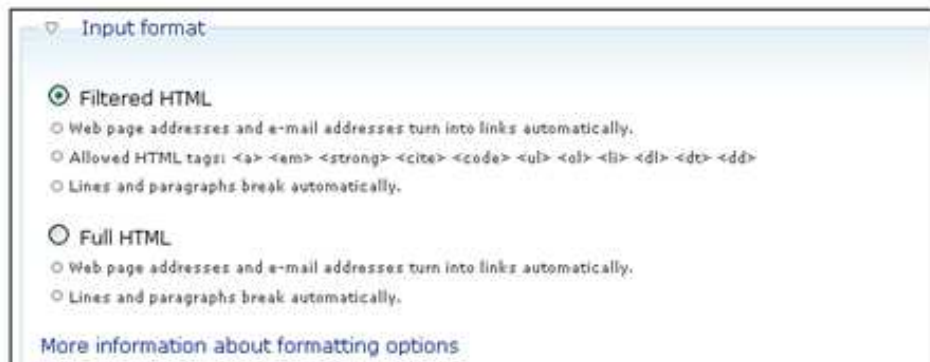 Input format
Filtered HTML
Web page addresses and e-mail addresses turn into links automatically.
Allowed HTML tags: <a> <em> <strong> <cite> <code> <ul> <ol> <li> <dl> <dt> <dd>
Lines and paragraphs break automatically.
Full HTML
Web page addresses and e-mail addresses turn into links automatically.
Lines and paragraphs break automatically.
More information about formatting options